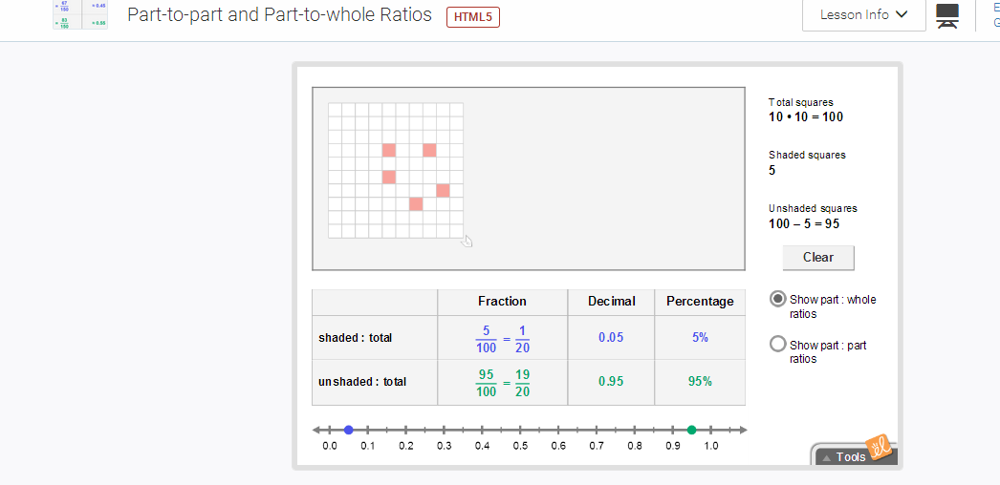 Part-to-part and Part-to-whole Ratios HTML5
Lesson Info
Total squares
10 • 10 = 100
Shaded squares
5
Unshaded squares
100 – 5 = 95
Clear
Show part : whole
ratios
Show part : part
ratios
Fraction Decimal Percentage
shaded : total 5/100 = 1/20 0.05 5%
unshaded : total 95/100 = 19/20 0.95 95%
0.0 0.1 0.2 0.3 0.4 0.5 0.6 0.7 0.8 0.9 1.0
Tools